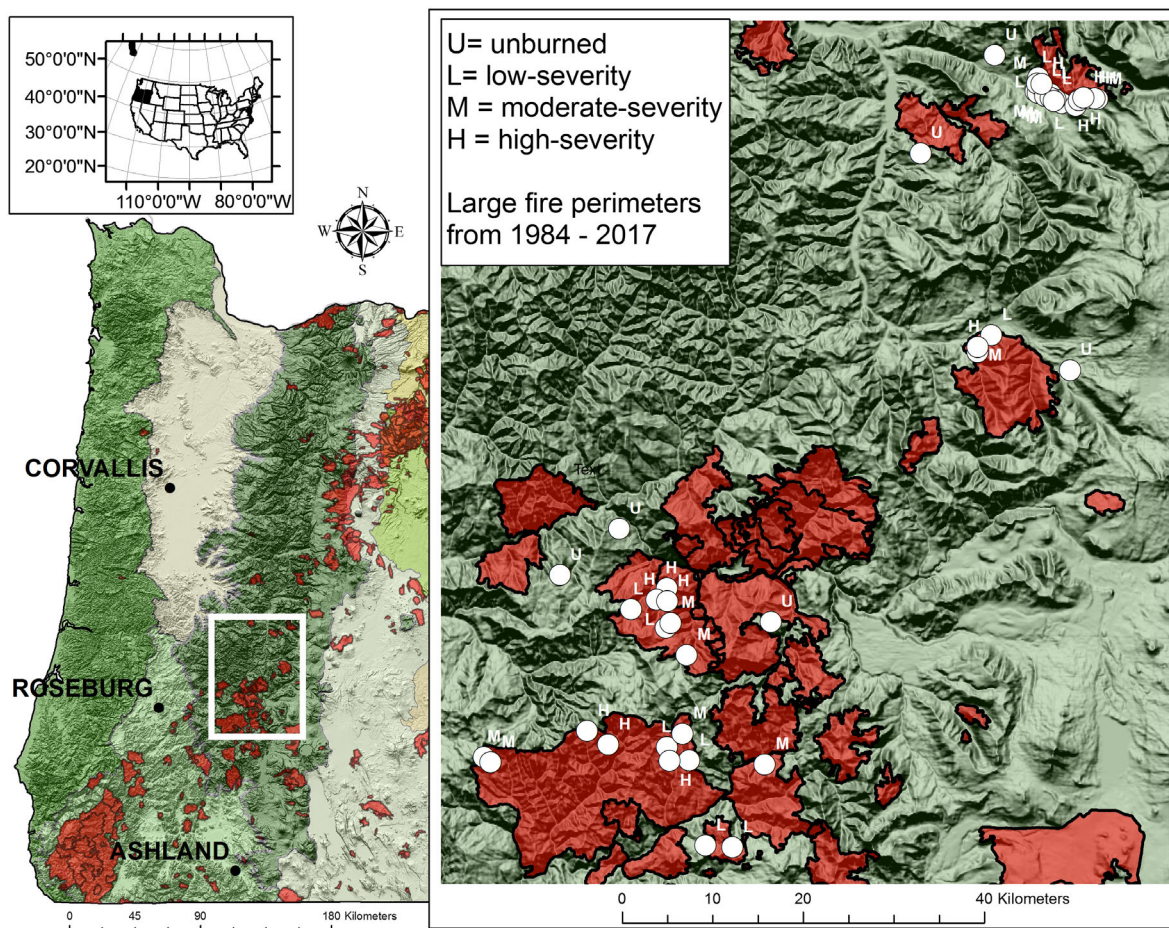 50°0'0"N
40°0'0"N
30°0'0"N
20°0'0"N
110°0'0"W 80°0'0"W
N
W E
S
CORVALLIS
ROSEBURG
ASHLAND
0 45 90 180 Kilometers
U= unburned
L= low-severity
M = moderate-severity
H = high-severity
Large fire perimeters
from 1984 - 2017
U
M L H
L L
H M
L H H
U
L
H
M U
U
U
H
H H
L M
L U
M
H H L M
M M L M
H
L L
0 10 20 40 Kilometers